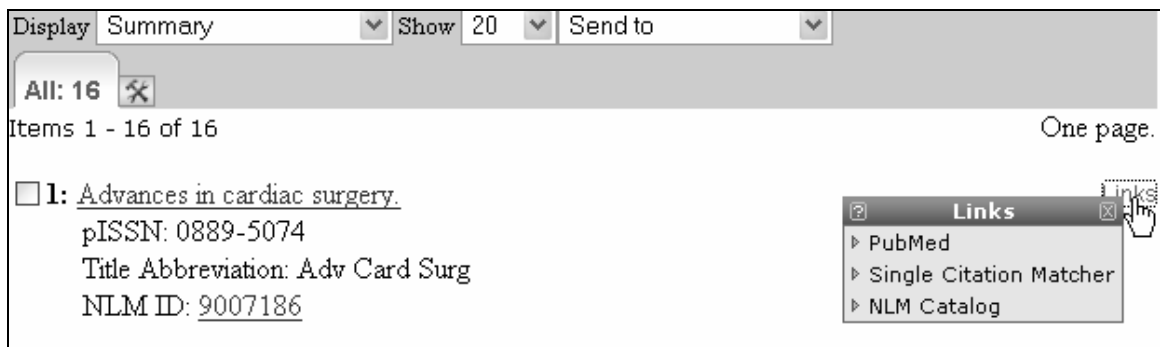 Display Summary Show 20 Send to
All: 16
Items 1 - 16 of 16 One page.
1: Advances in cardiac surgery. Links
pISSN: 0889-5074
Title Abbreviation: Adv Card Surg
NLM ID: 9007186
? Links
PubMed
Single Citation Matcher
NLM Catalog